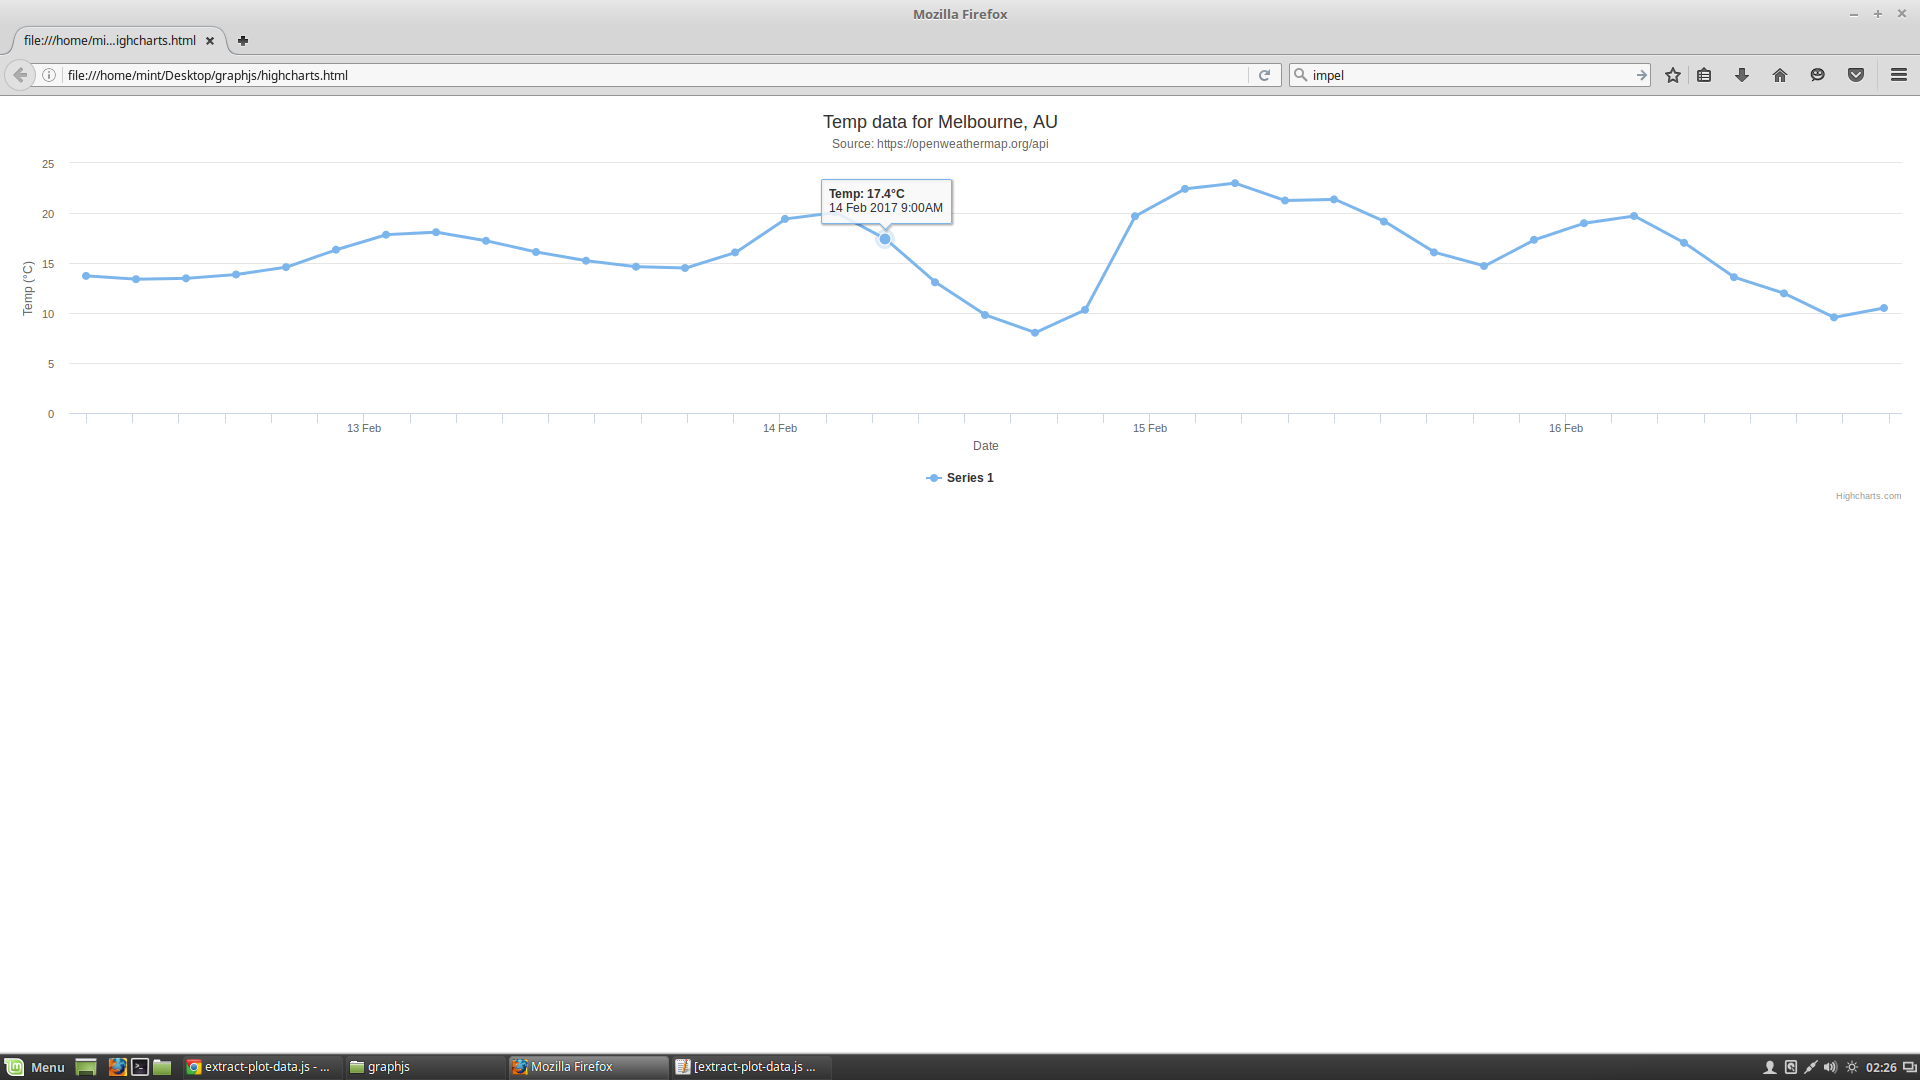 Mozilla Firefox
file:///home/mi...ighcharts.html
file:///home/mint/Desktop/graphjs/highcharts.html
impel
Temp data for Melbourne, AU
Source: https://openweathermap.org/api
Temp (°C)
25
20
15
10
5
0
Temp: 17.4°C
14 Feb 2017 9:00AM
13 Feb
14 Feb
15 Feb
16 Feb
Date
Series 1
Highcharts.com
Menu
extract-plot-data.js - ...
graphjs
Mozilla Firefox
[extract-plot-data.js ...
02:26